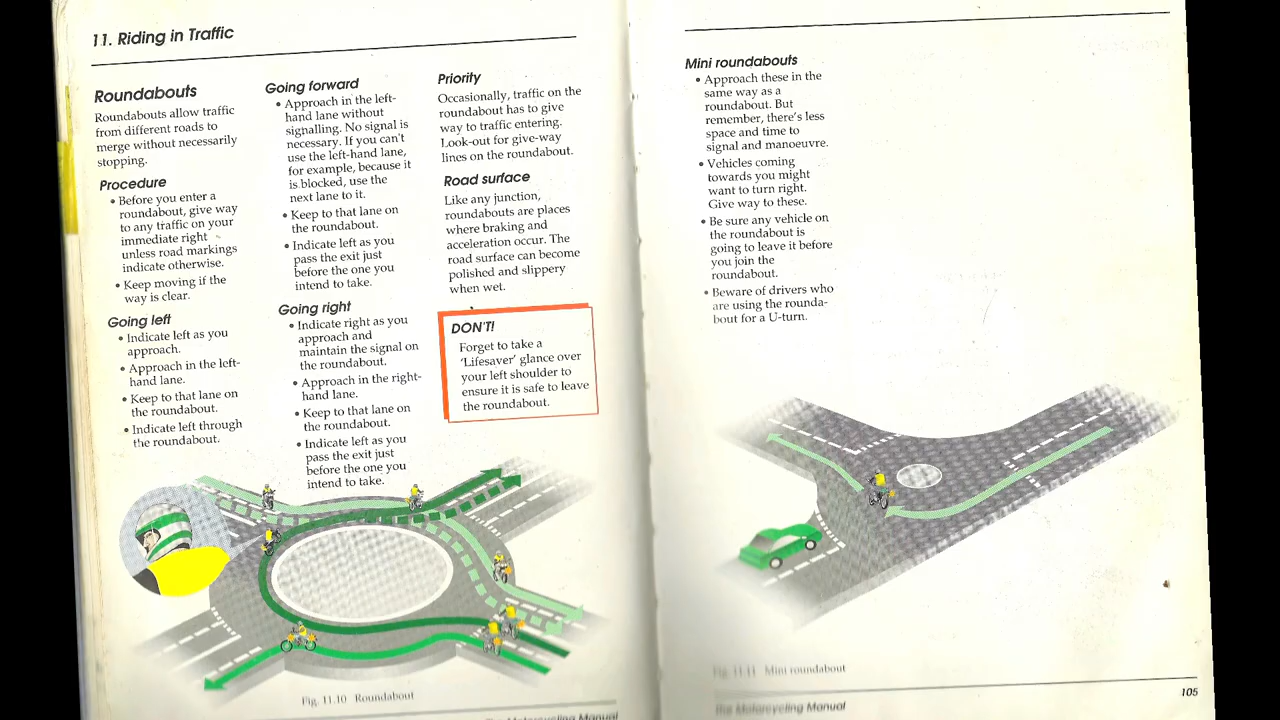 11. Riding in Traffic
Roundabouts
Roundabouts allow traffic
from different roads to
merge without necessarily
stopping.
Procedure
• Before you enter a
roundabout, give way
to any traffic on your
immediate right
unless road markings
indicate otherwise.
• Keep moving if the
way is clear.
Going left
• Indicate left as you
approach.
• Approach in the left-
hand lane.
• Keep to that lane on
the roundabout.
• Indicate left through
the roundabout.
Going forward
• Approach in the left-
hand lane without
signalling. No signal is
necessary. If you can't
use the left-hand lane,
for example, because it
is blocked, use the
next lane to it.
• Keep to that lane on
the roundabout.
• Indicate left as you
pass the exit just
before the one you
intend to take.
Going right
• Indicate right as you
approach and
maintain the signal on
the roundabout.
• Approach in the right-
hand lane.
• Keep to that lane on
the roundabout.
• Indicate left as you
pass the exit just
before the one you
intend to take.
Priority
Occasionally, traffic on the
roundabout has to give
way to traffic entering.
Look-out for give-way
lines on the roundabout.
Road surface
Like any junction,
roundabouts are places
where braking and
acceleration occur. The
road surface can become
polished and slippery
when wet.
DON'T!
Forget to take a
'Lifesaver' glance over
your left shoulder to
ensure it is safe to leave
the roundabout.
Fig. 11.10 Roundabout
The Motorcycling Manual
Mini roundabouts
• Approach these in the
same way as a
roundabout. But
remember, there's less
space and time to
signal and manoeuvre.
• Vehicles coming
towards you might
want to turn right.
Give way to these.
• Be sure any vehicle on
the roundabout is
going to leave it before
you join the
roundabout.
• Beware of drivers who
are using the rounda-
bout for a U-turn.
Fig. 11.11 Mini roundabout
105
The Motorcycling Manual